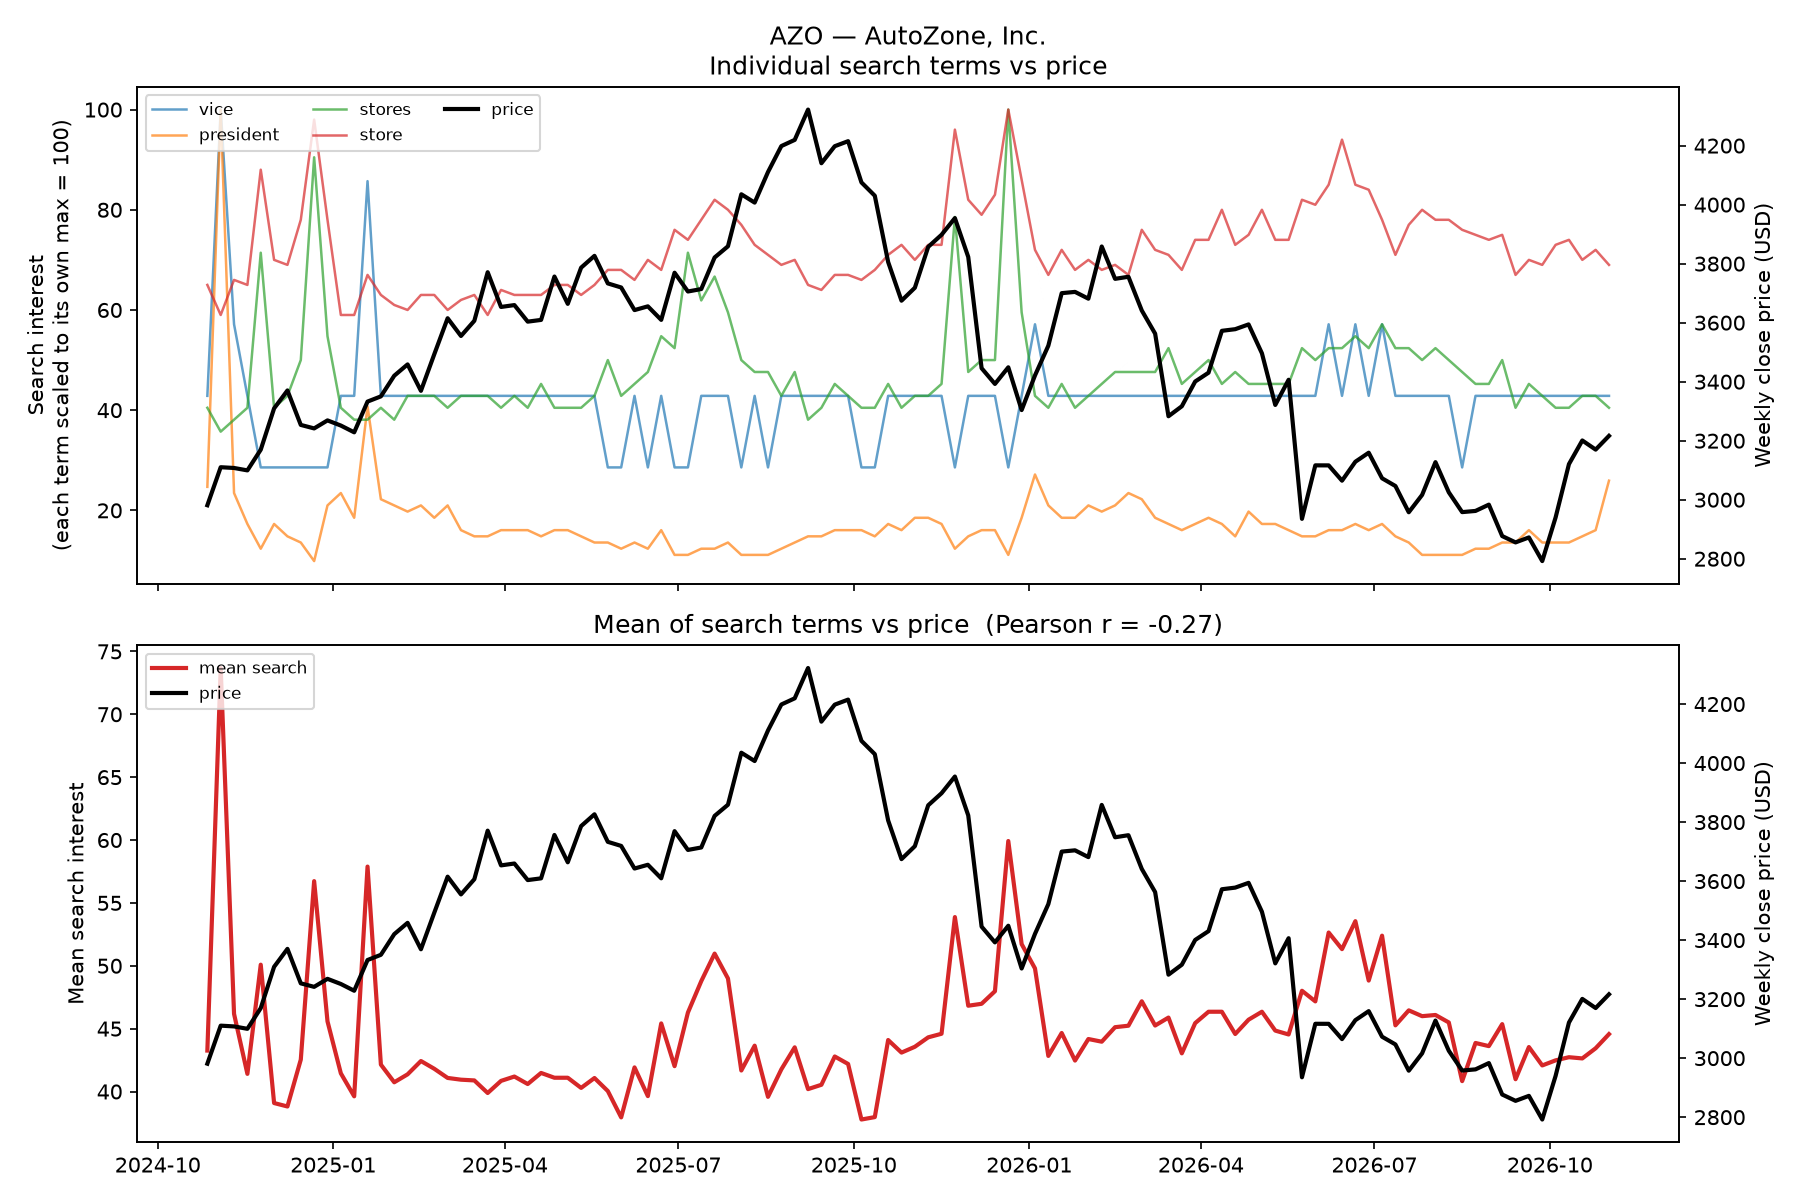 AZO — AutoZone, Inc.
Individual search terms vs price
vice
president
stores
store
price
Search interest
(each term scaled to its own max = 100)
100
80
60
40
20
Weekly close price (USD)
4200
4000
3800
3600
3400
3200
3000
2800
Mean of search terms vs price (Pearson r = -0.27)
mean search
price
Mean search interest
75
70
65
60
55
50
45
40
Weekly close price (USD)
4200
4000
3800
3600
3400
3200
3000
2800
2024-10
2025-01
2025-04
2025-07
2025-10
2026-01
2026-04
2026-07
2026-10